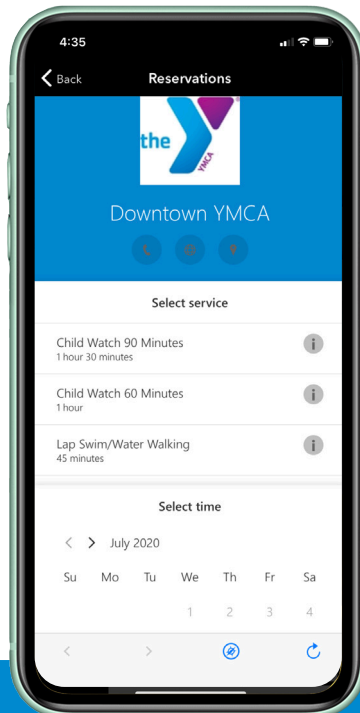 4:35
Back Reservations
the
YMCA
Downtown YMCA
Select service
Child Watch 90 Minutes
1 hour 30 minutes
Child Watch 60 Minutes
1 hour
Lap Swim/Water Walking
45 minutes
Select time
July 2020
Su Mo Tu We Th Fr Sa
1 2 3 4